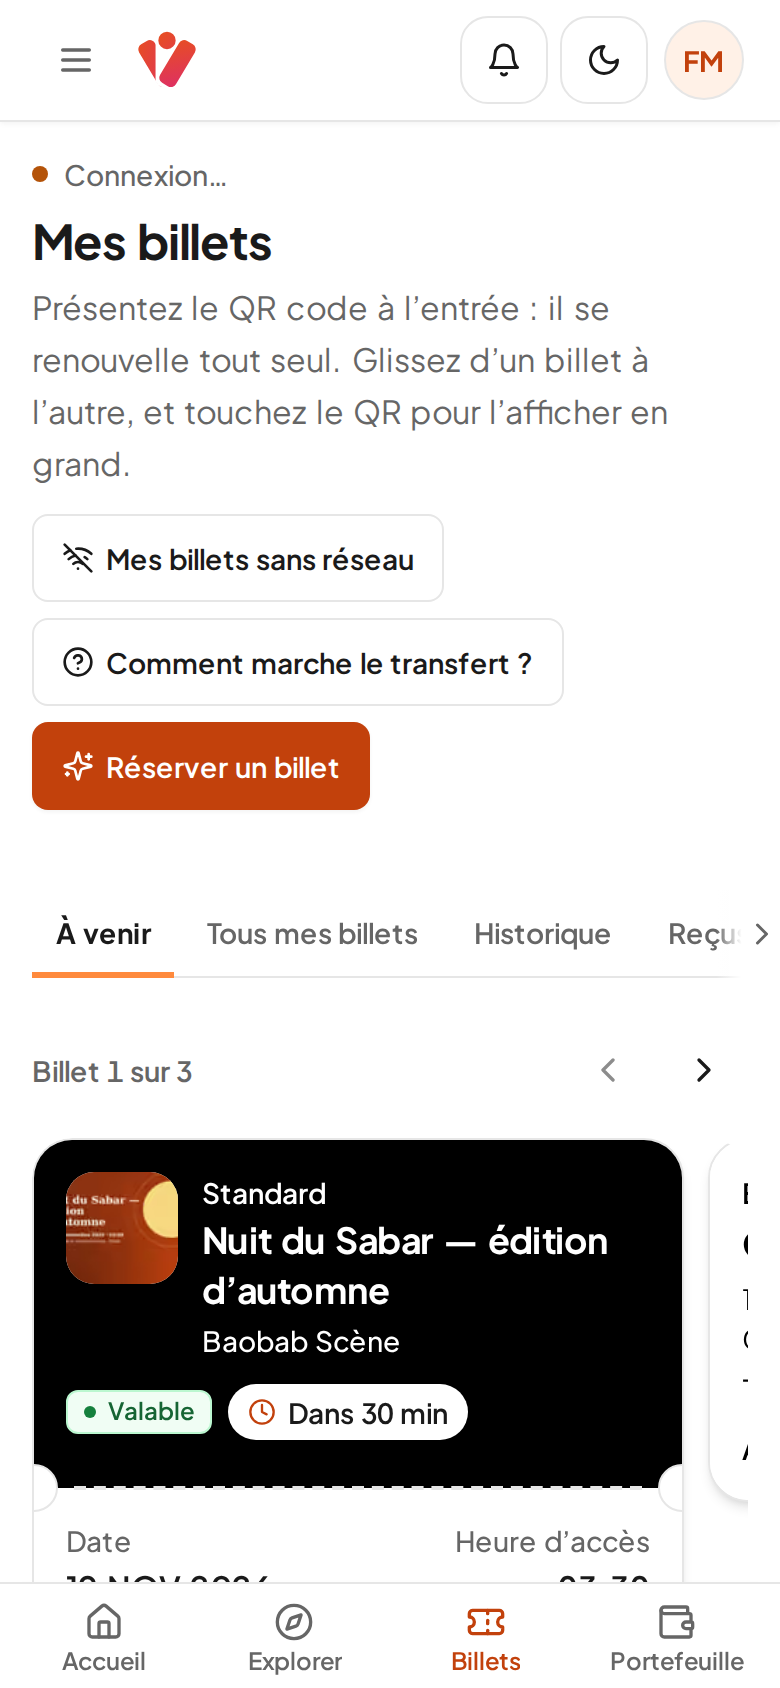 FM
Connexion…
Mes billets
Présentez le QR code à l’entrée : il se
renouvelle tout seul. Glissez d’un billet à
l’autre, et touchez le QR pour l’afficher en
grand.
Mes billets sans réseau
Comment marche le transfert ?
Réserver un billet
À venir
Tous mes billets
Historique
Reçus
Billet 1 sur 3
Standard
Nuit du Sabar — édition
d’automne
Baobab Scène
Valable
Dans 30 min
Date
Heure d’accès
Accueil
Explorer
Billets
Portefeuille